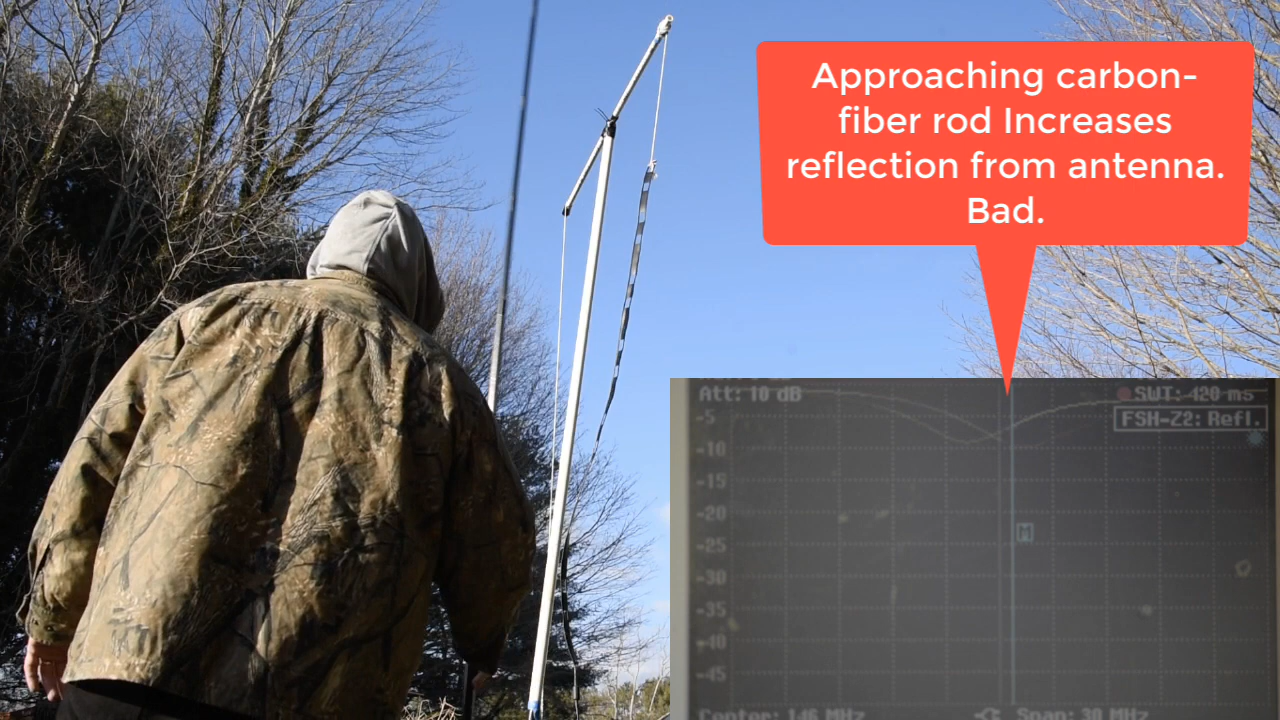 Approaching carbon-
fiber rod Increases
reflection from antenna.
Bad.
Att: 10 dB
SWT: 420 ms
FSH-Z2: Refl.
-5
-10
-15
-20
-25
-30
-35
-40
-45
M
Center: 146 MHz
Span: 30 MHz